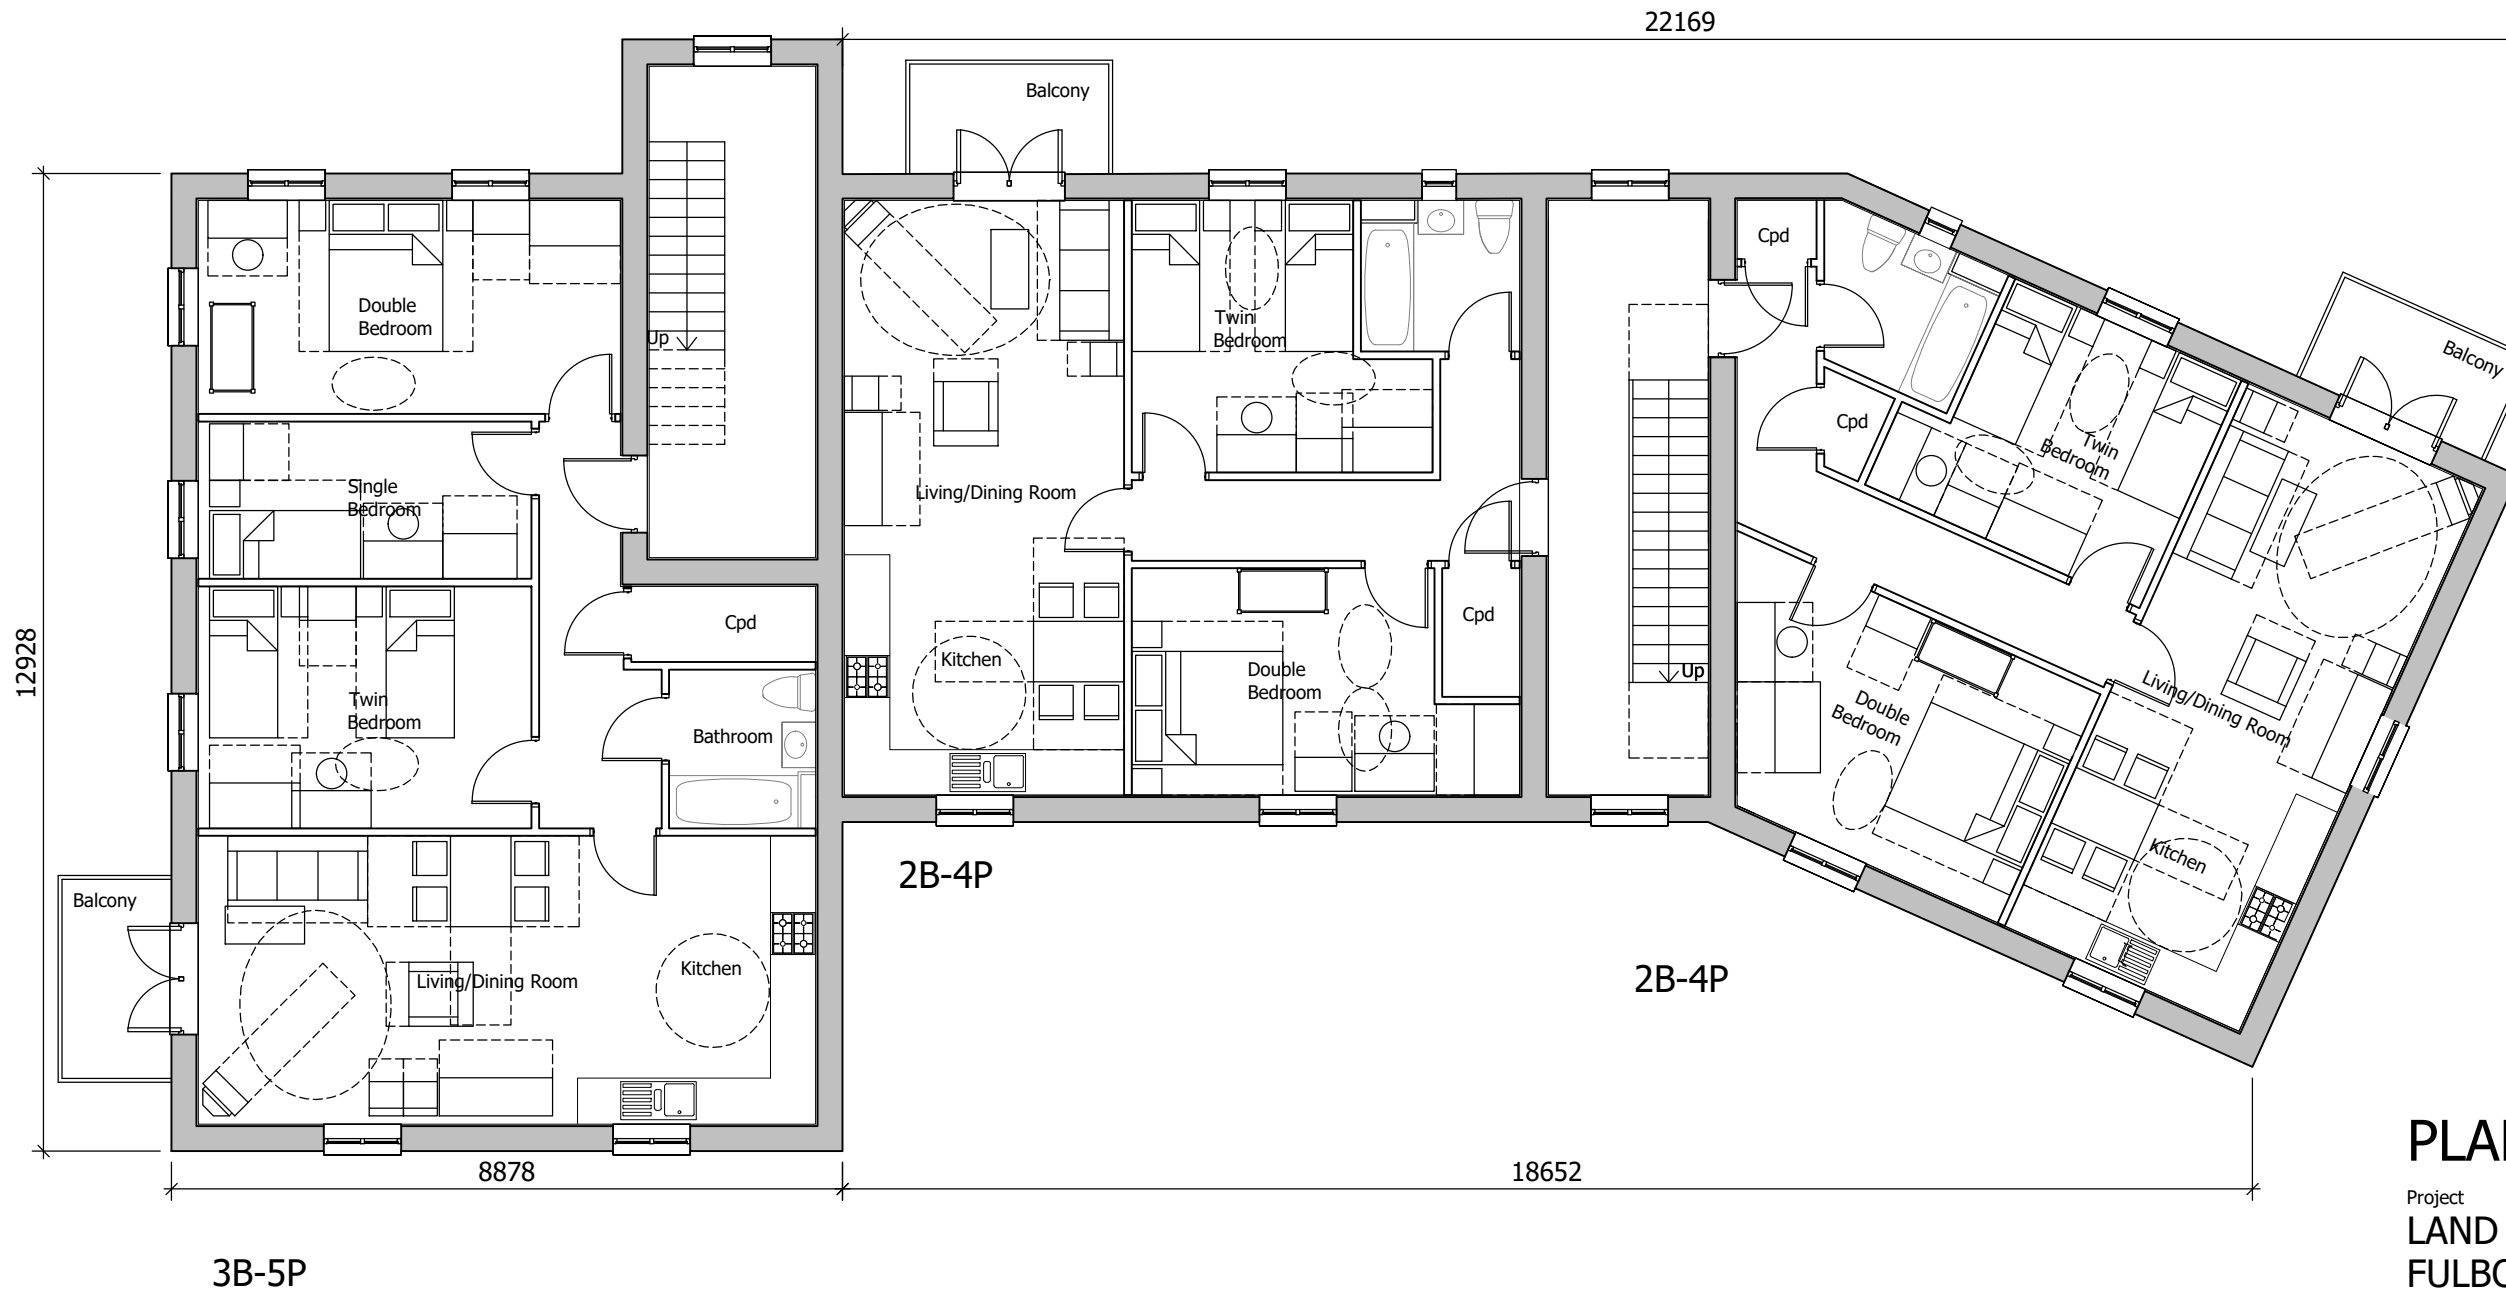 22169
Balcony
Double
Bedroom
Up
Twin
Bedroom
Cpd
Balcony
Single
Bedroom
Living/Dining Room
Cpd
Twin
Bedroom
12928
Twin
Bedroom
Cpd
Bathroom
Kitchen
Double
Bedroom
Cpd
Up
Double
Bedroom
Living/Dining Room
Kitchen
Balcony
Living/Dining Room
Kitchen
2B-4P
2B-4P
8878
18652
3B-5P
Project
LAND